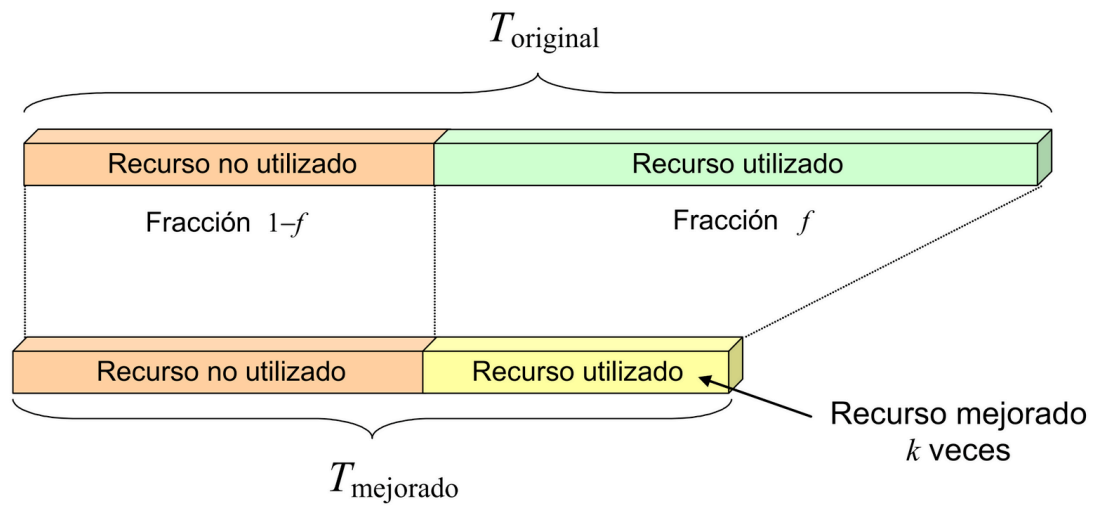 T original
Recurso no utilizado
Recurso utilizado
Fracción 1–f
Fracción f
Recurso no utilizado
Recurso utilizado
Recurso mejorado
k veces
T mejorado